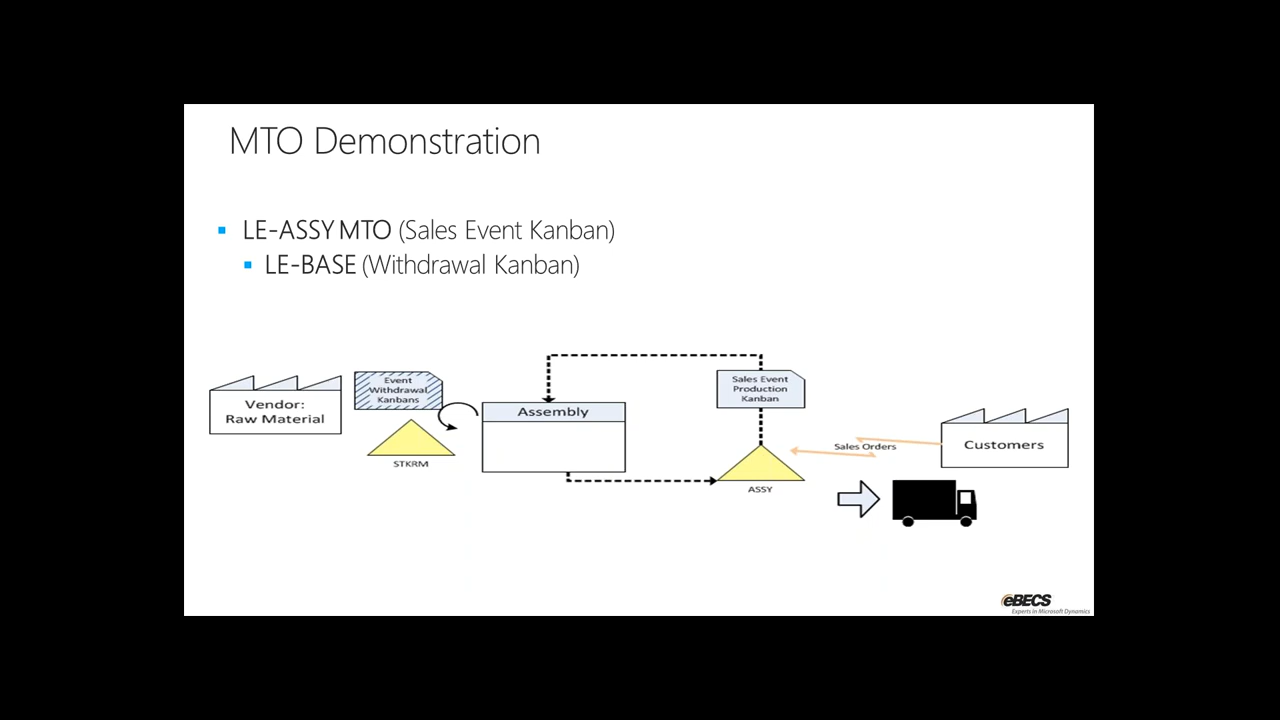 MTO Demonstration
LE-ASSY MTO (Sales Event Kanban)
LE-BASE (Withdrawal Kanban)
Vendor:
Raw Material
Event
Withdrawal
Kanbans
STKRM
Assembly
Sales Event
Production
Kanban
ASSY
Sales Orders
Customers
eBECS
Experts in Microsoft Dynamics